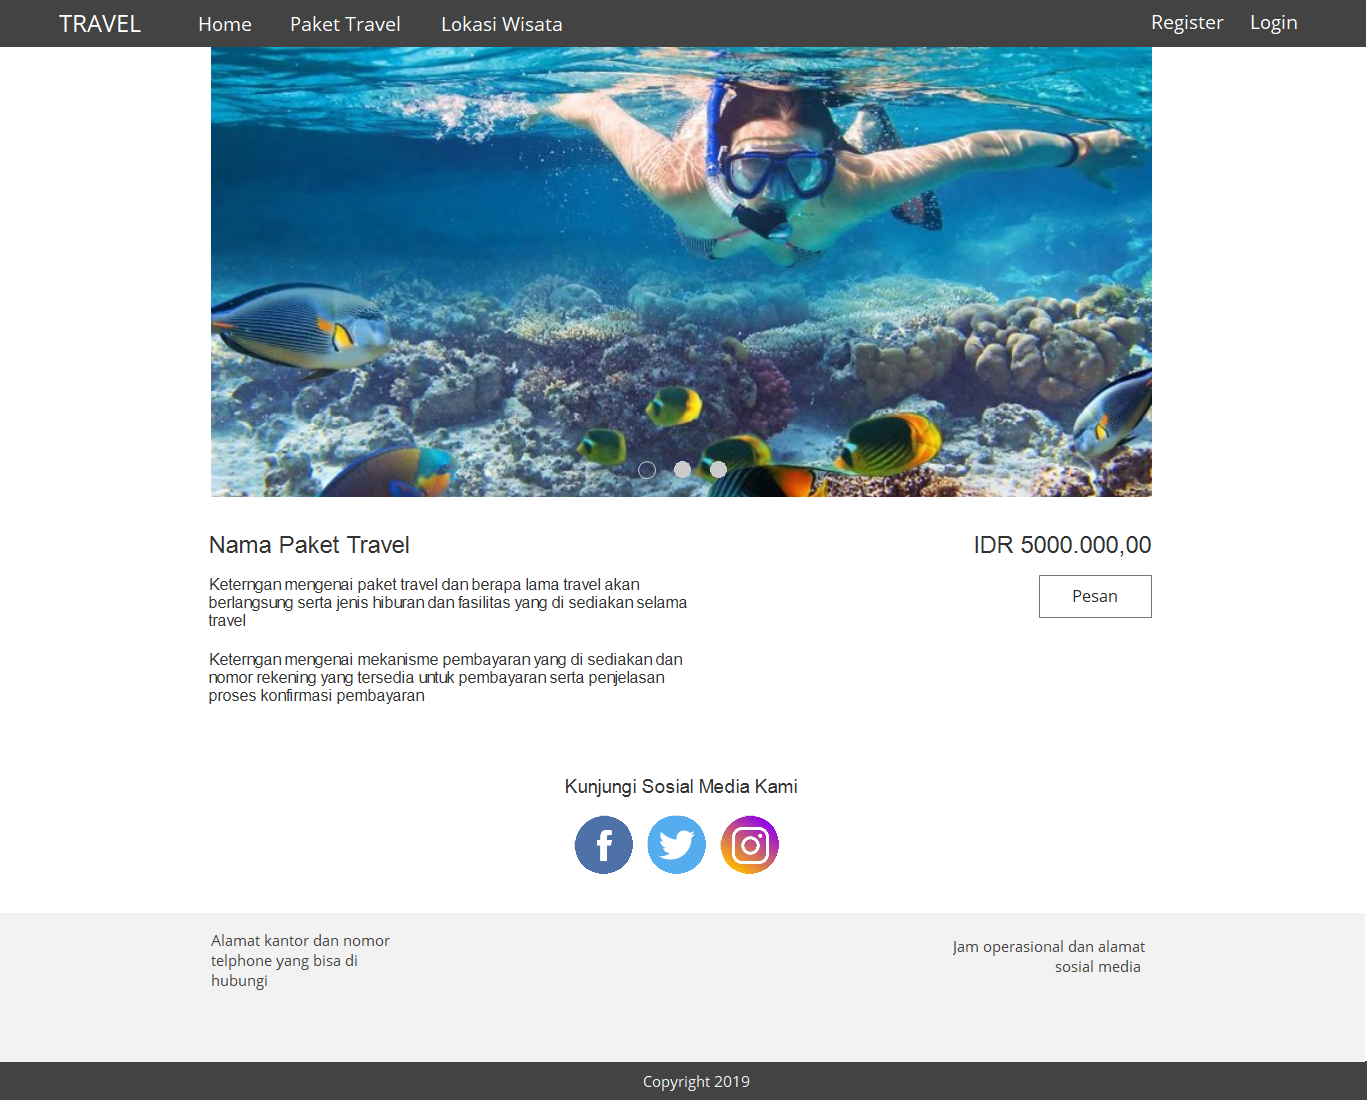 TRAVEL Home Paket Travel Lokasi Wisata Register Login
Nama Paket Travel
IDR 5000.000,00
Keterngan mengenai paket travel dan berapa lama travel akan
berlangsung serta jenis hiburan dan fasilitas yang di sediakan selama
travel
Pesan
Keterngan mengenai mekanisme pembayaran yang di sediakan dan
nomor rekening yang tersedia untuk pembayaran serta penjelasan
proses konfirmasi pembayaran
Kunjungi Sosial Media Kami
Alamat kantor dan nomor
telphone yang bisa di
hubungi
Jam operasional dan alamat
sosial media
Copyright 2019